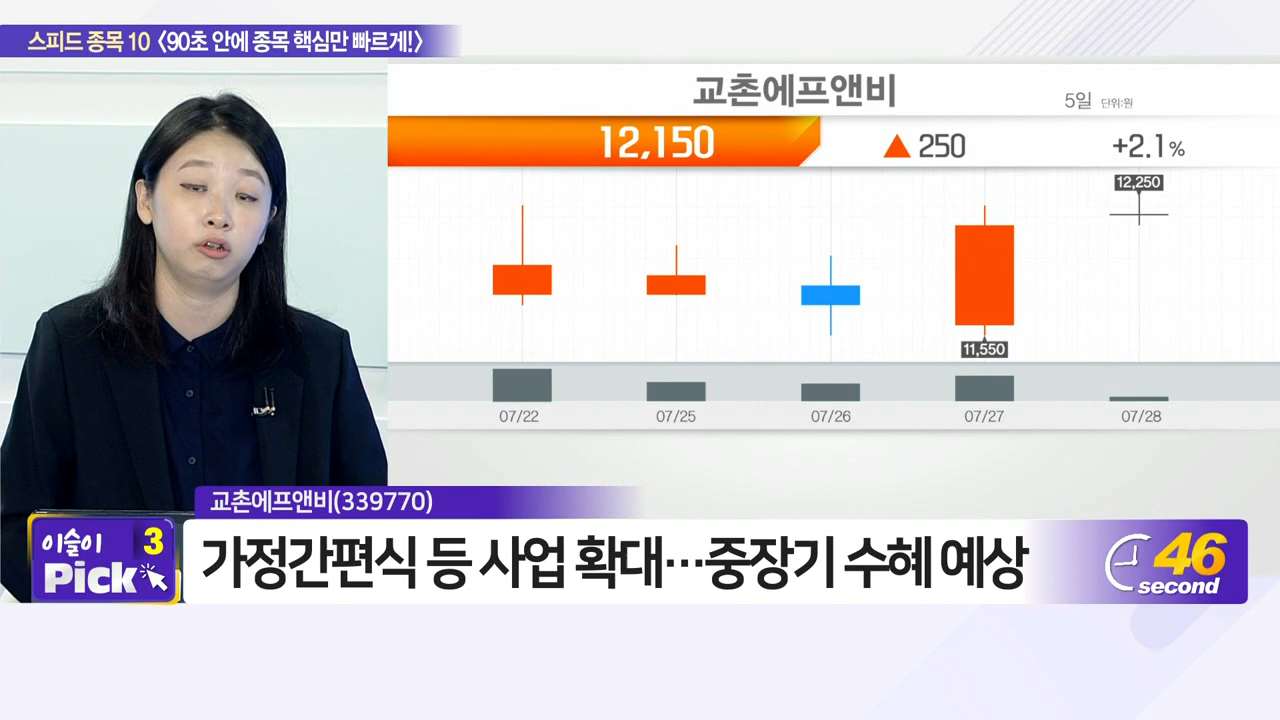 스피드 종목 10 〈90초 안에 종목 핵심만 빠르게!〉
교촌에프앤비
5일 단위:원
12,150 ▲ 250 +2.1%
12,250
11,550
07/22 07/25 07/26 07/27 07/28
교촌에프앤비(339770)
이슬이 3
Pick
가정간편식 등 사업 확대…중장기 수혜 예상
46
second